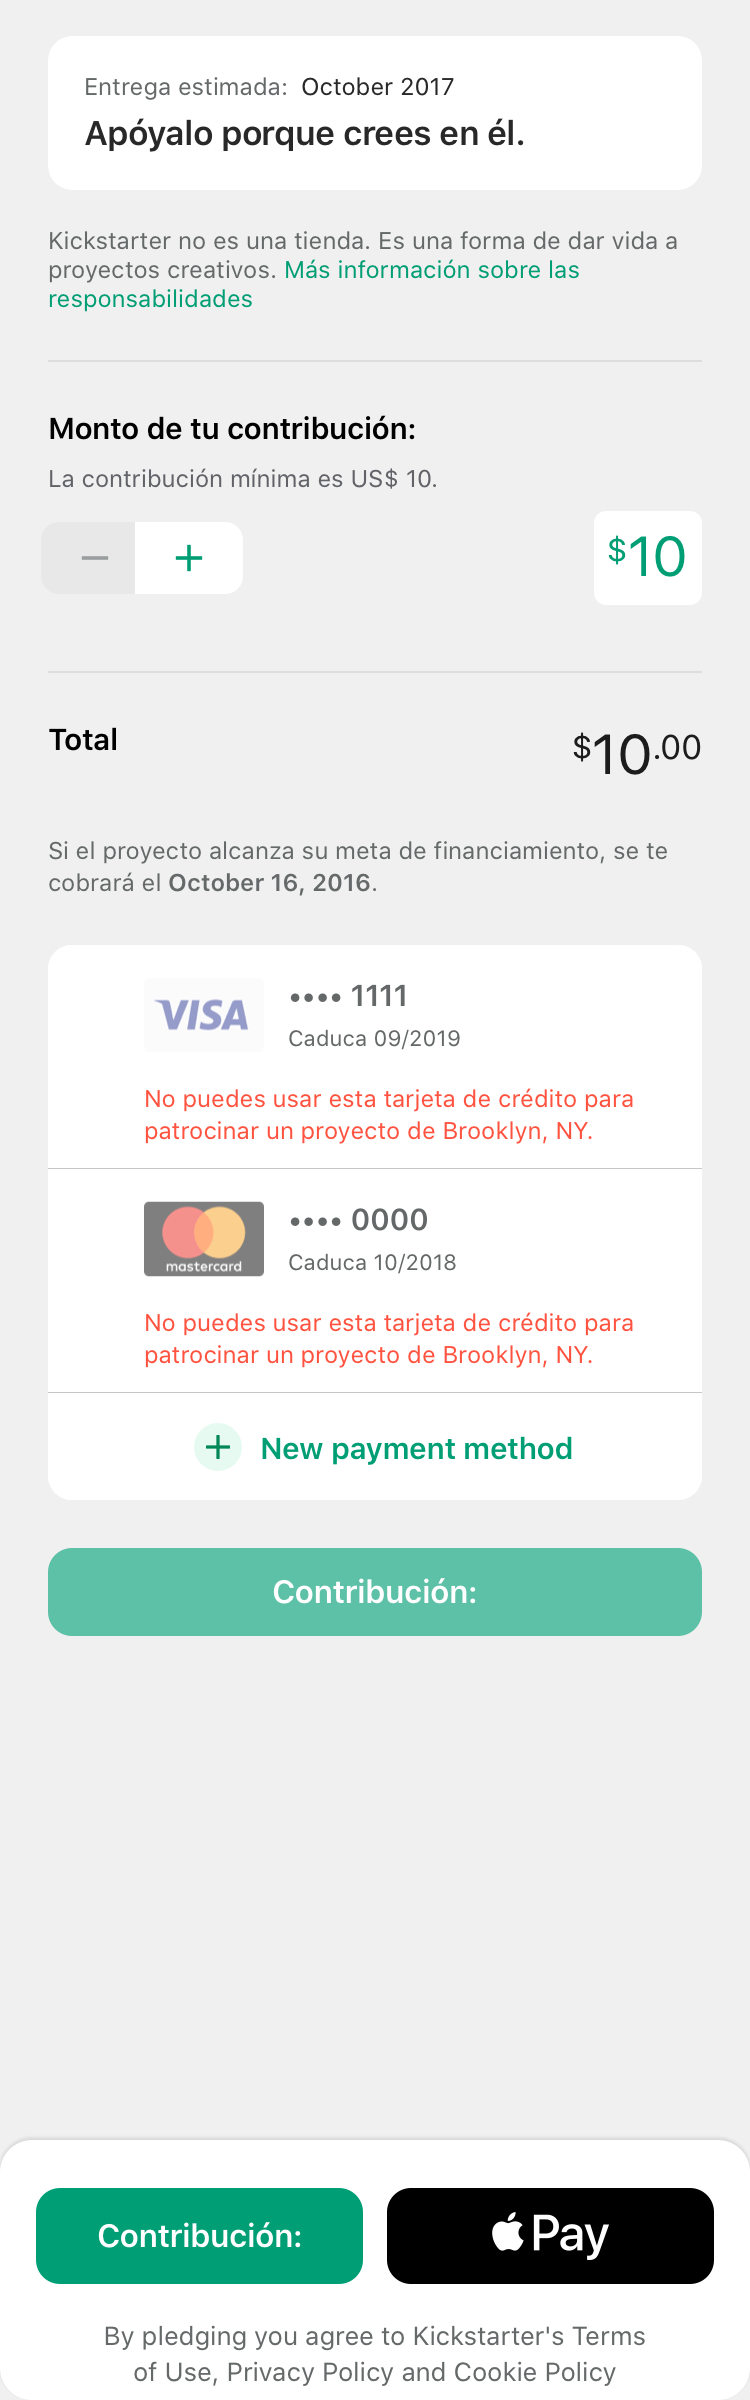 Entrega estimada: October 2017
Apóyalo porque crees en él.
Kickstarter no es una tienda. Es una forma de dar vida a
proyectos creativos. Más información sobre las
responsabilidades
Monto de tu contribución:
La contribución mínima es US$ 10.
− + $10
Total $10.00
Si el proyecto alcanza su meta de financiamiento, se te
cobrará el October 16, 2016.
VISA •••• 1111
Caduca 09/2019
No puedes usar esta tarjeta de crédito para
patrocinar un proyecto de Brooklyn, NY.
•••• 0000
mastercard Caduca 10/2018
No puedes usar esta tarjeta de crédito para
patrocinar un proyecto de Brooklyn, NY.
+ New payment method
Contribución:
Contribución: Pay
By pledging you agree to Kickstarter's Terms
of Use, Privacy Policy and Cookie Policy